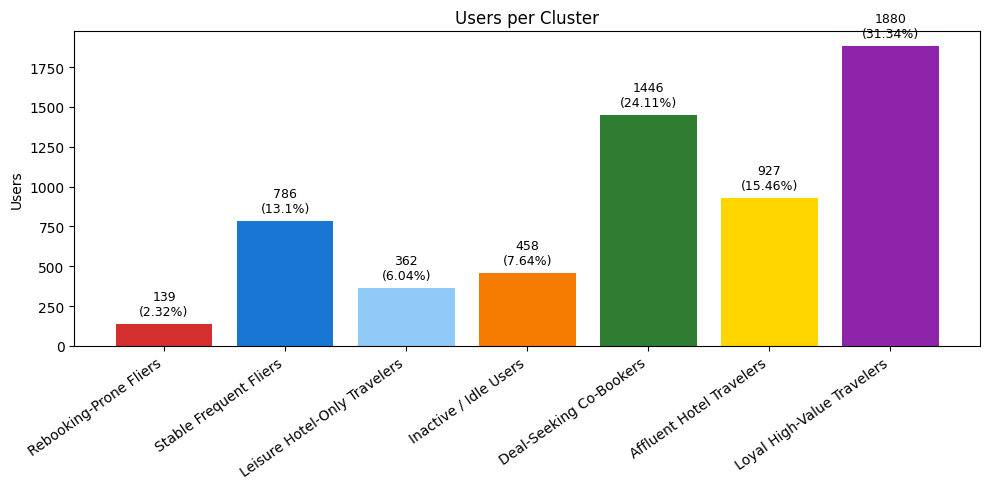 Users per Cluster
Users
1750
1500
1250
1000
750
500
250
0
139
(2.32%)
786
(13.1%)
362
(6.04%)
458
(7.64%)
1446
(24.11%)
927
(15.46%)
1880
(31.34%)
Rebooking-Prone Fliers
Stable Frequent Fliers
Leisure Hotel-Only Travelers
Inactive / Idle Users
Deal-Seeking Co-Bookers
Affluent Hotel Travelers
Loyal High-Value Travelers